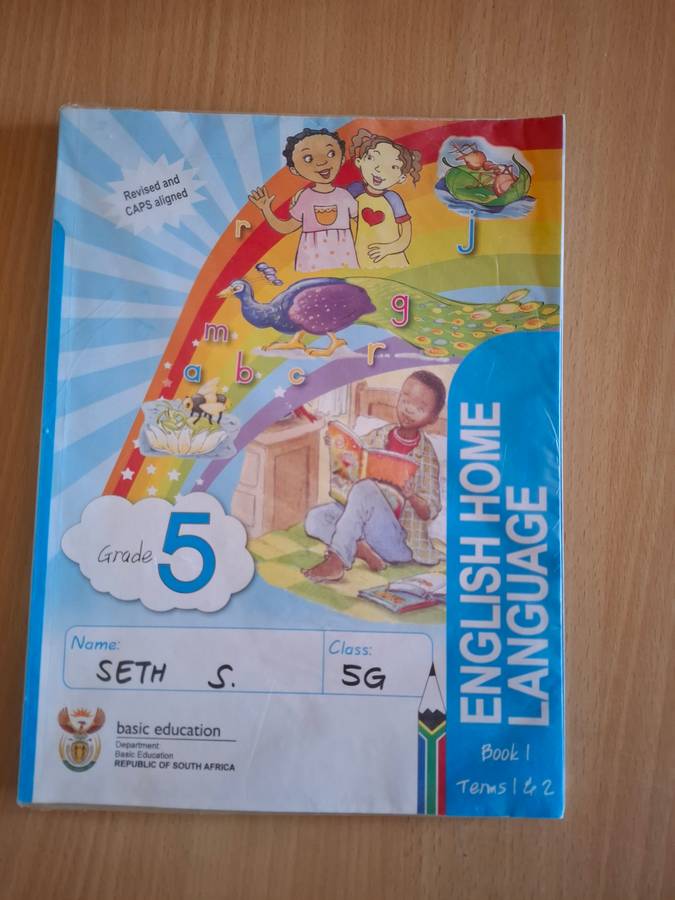 Revised and
CAPS aligned
r
j
g
m
r
a b c
Grade 5
Name:
SETH S.
Class:
5G
basic education
Department:
Basic Education
REPUBLIC OF SOUTH AFRICA
ENGLISH HOME
LANGUAGE
Book 1
Terms 1 & 2